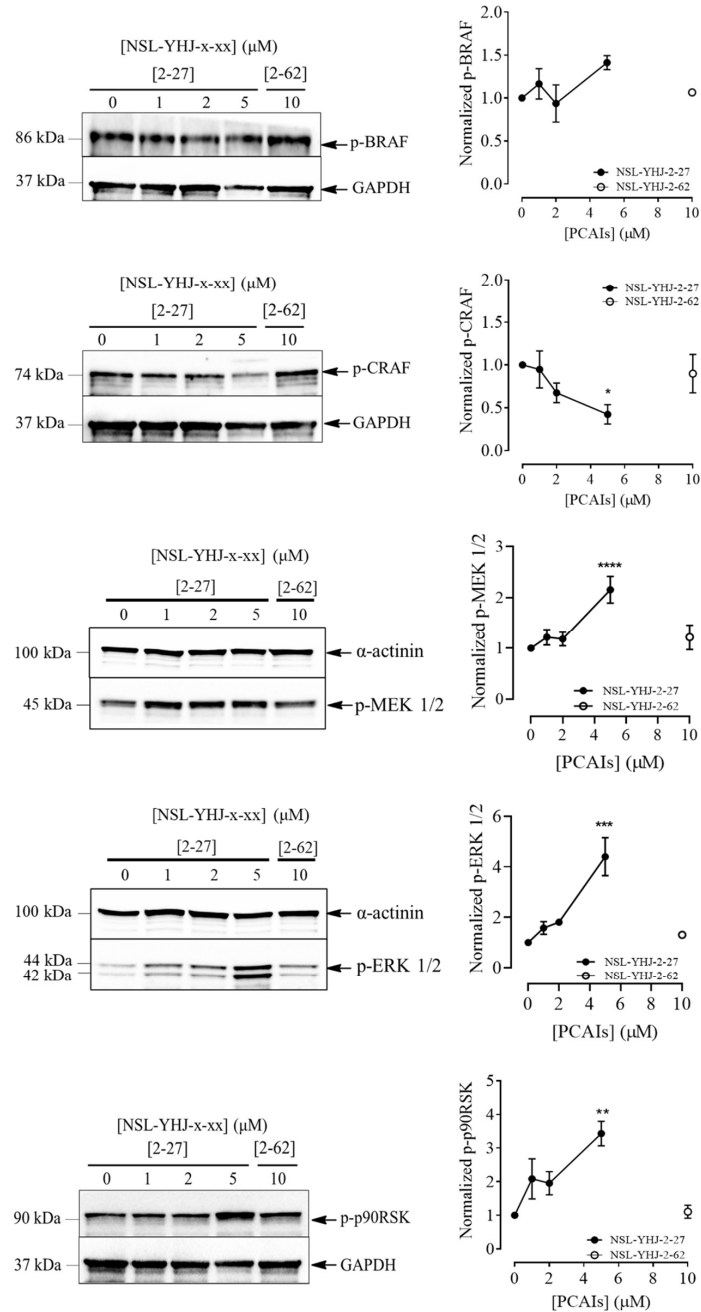 [NSL-YHJ-x-xx] (μM)
[2-27] [2-62]
0 1 2 5 10
86 kDa
p-BRAF
37 kDa
GAPDH
Normalized p-BRAF
2.0
1.5
1.0
0.5
0.0
NSL-YHJ-2-27
NSL-YHJ-2-62
0 2 4 6 8 10
[PCAIs] (μM)
[NSL-YHJ-x-xx] (μM)
[2-27] [2-62]
0 1 2 5 10
74 kDa
p-CRAF
37 kDa
GAPDH
Normalized p-CRAF
2.0
1.5
1.0
0.5
0.0
NSL-YHJ-2-27
NSL-YHJ-2-62
*
0 2 4 6 8 10
[PCAIs] (μM)
[NSL-YHJ-x-xx] (μM)
[2-27] [2-62]
0 1 2 5 10
100 kDa
α-actinin
45 kDa
p-MEK 1/2
Normalized p-MEK 1/2
3
2
1
0
****
NSL-YHJ-2-27
NSL-YHJ-2-62
0 2 4 6 8 10
[PCAIs] (μM)
[NSL-YHJ-x-xx] (μM)
[2-27] [2-62]
0 1 2 5 10
100 kDa
α-actinin
44 kDa
42 kDa
p-ERK 1/2
Normalized p-ERK 1/2
6
4
2
0
***
NSL-YHJ-2-27
NSL-YHJ-2-62
0 2 4 6 8 10
[PCAIs] (μM)
[NSL-YHJ-x-xx] (μM)
[2-27] [2-62]
0 1 2 5 10
90 kDa
p-p90RSK
37 kDa
GAPDH
Normalized p-p90RSK
5
4
3
2
1
0
**
NSL-YHJ-2-27
NSL-YHJ-2-62
0 2 4 6 8 10
[PCAIs] (μM)